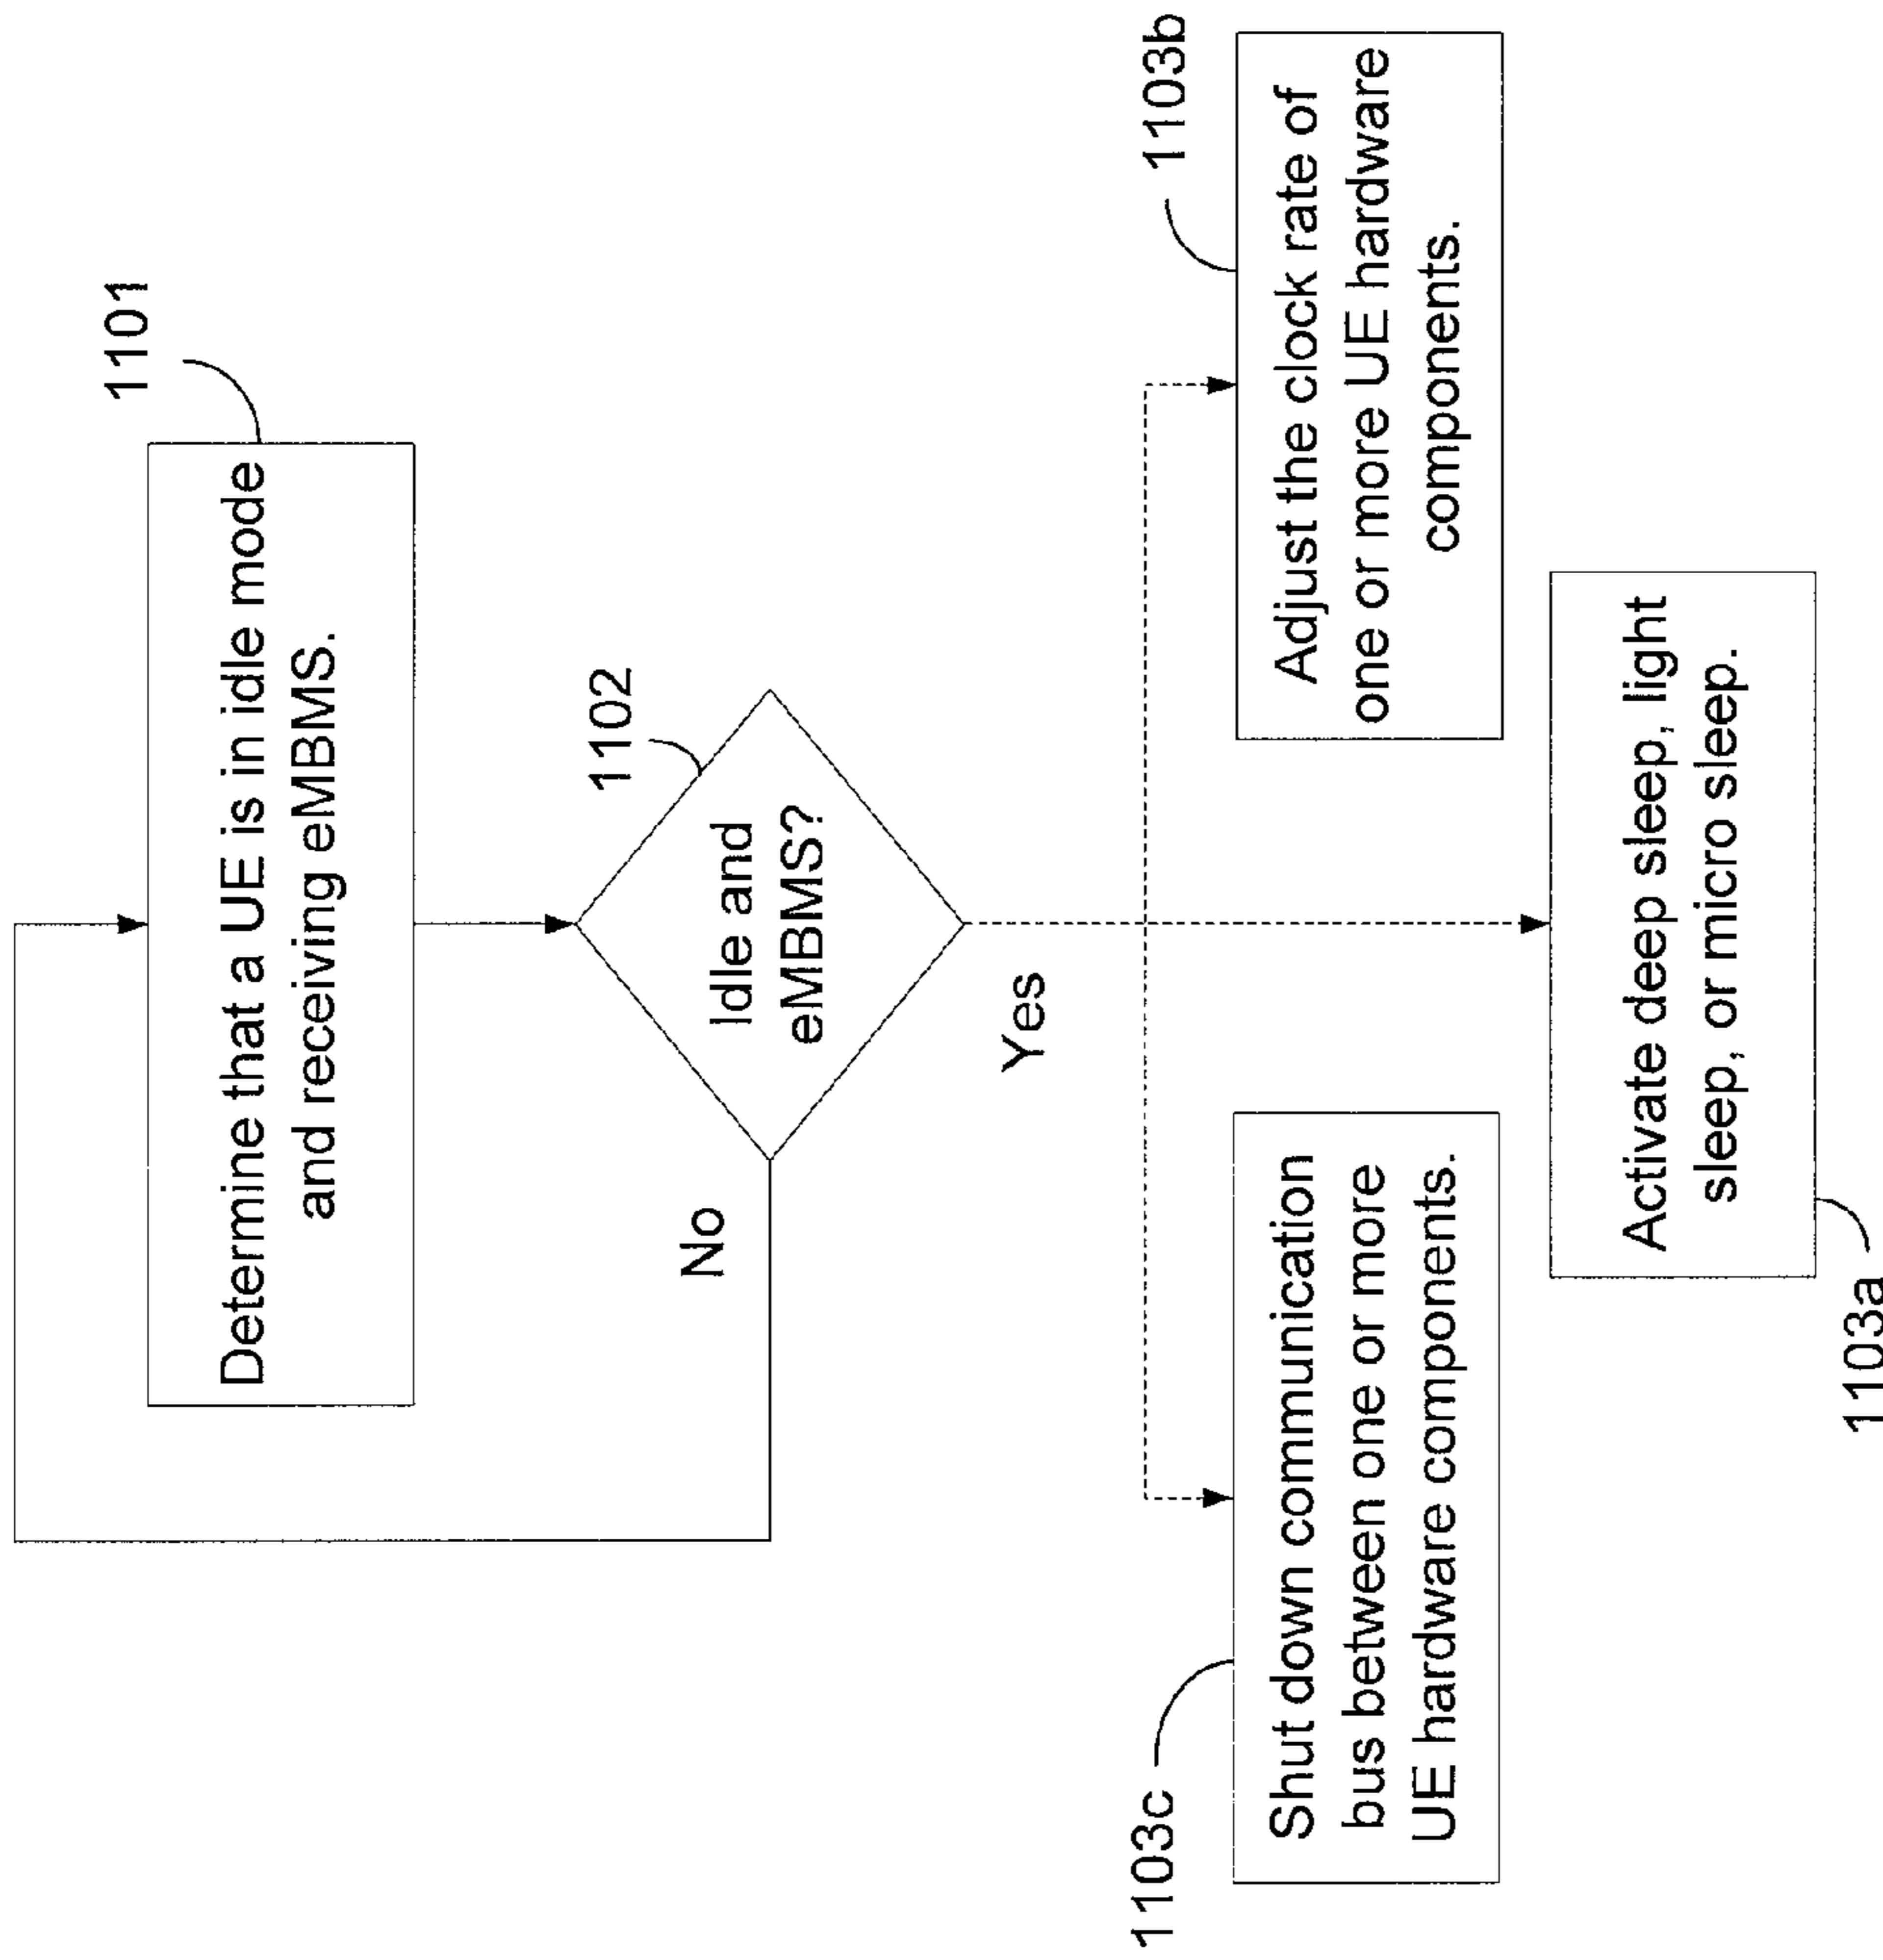 1101
Determine that a UE is in idle mode
and receiving eMBMS.
1102
Idle and
eMBMS?
No
Yes
1103c
Shut down communication
bus between one or more
UE hardware components.
1103b
Adjust the clock rate of
one or more UE hardware
components.
Activate deep sleep, light
sleep, or micro sleep.
1103a